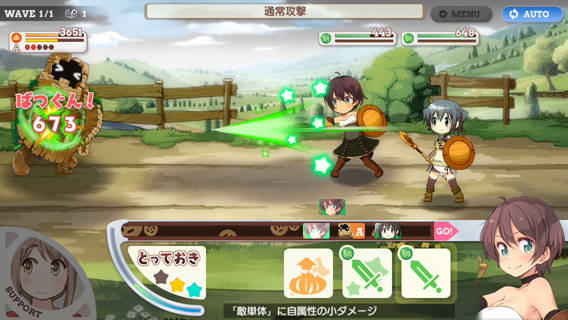 WAVE 1/1
1
通常攻撃
MENU
AUTO
3651
A
443
648
ばつぐん!
673
A
GO!
とっておき
SUPPORT
「敵単体」に自属性の小ダメージ